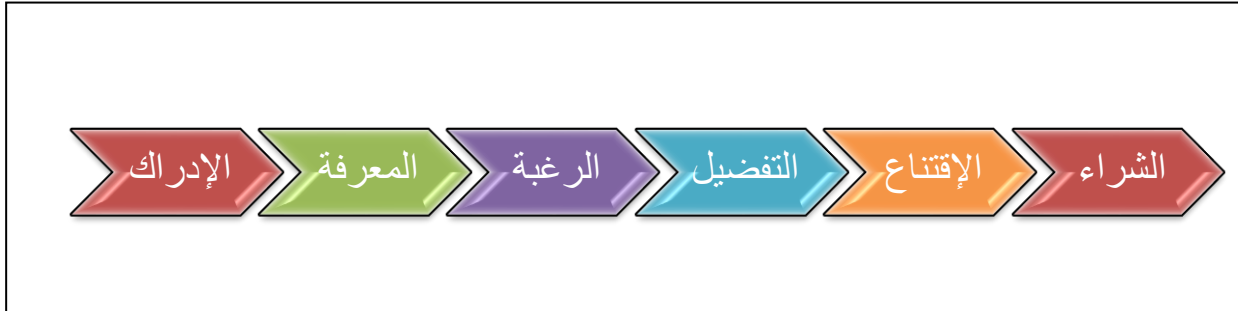 الإدراك
المعرفة
الرغبة
التفضيل
الإقتناع
الشراء